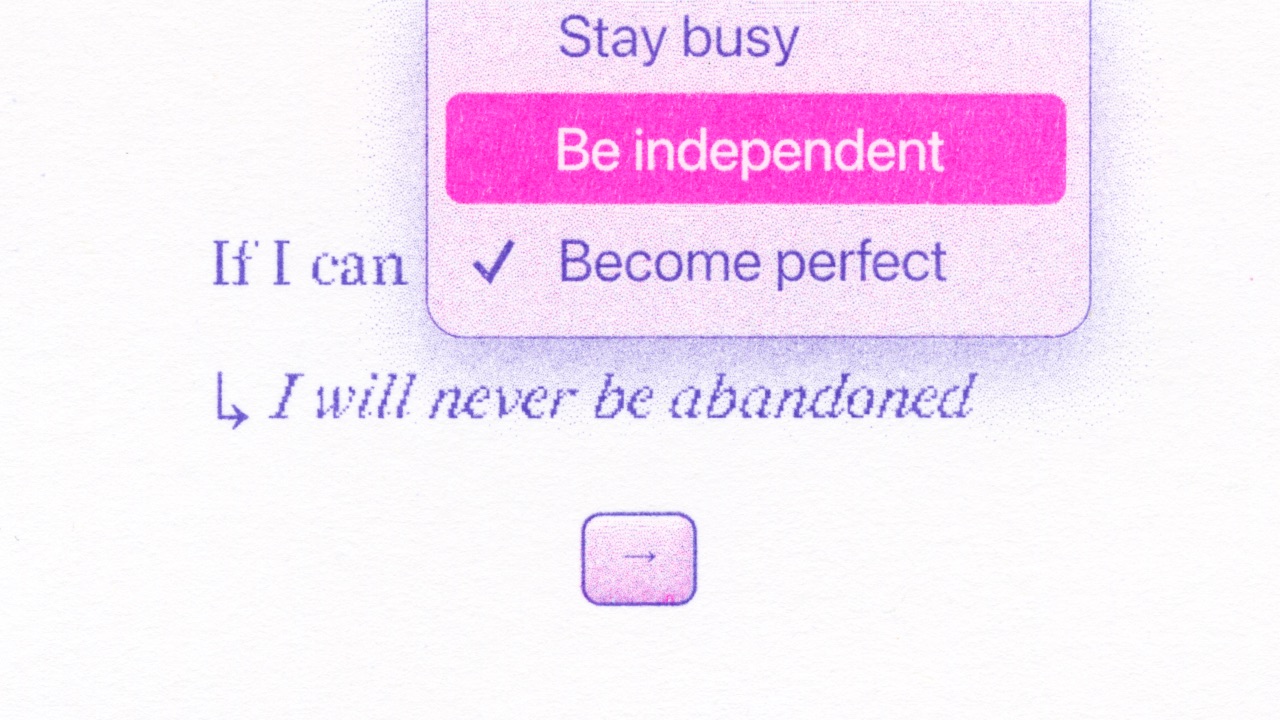 Stay busy
Be independent
If I can
✓ Become perfect
↳ I will never be abandoned
→